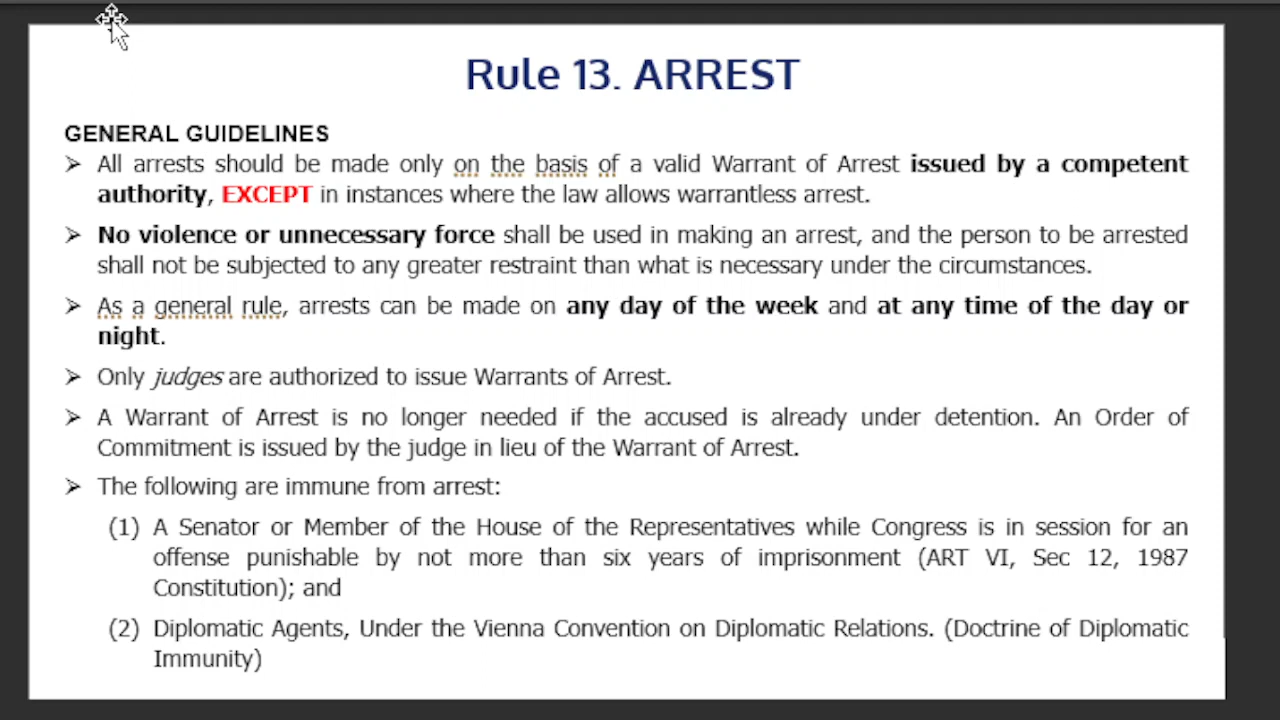 Rule 13. ARREST
GENERAL GUIDELINES
➢ All arrests should be made only on the basis of a valid Warrant of Arrest issued by a competent
authority, EXCEPT in instances where the law allows warrantless arrest.
➢ No violence or unnecessary force shall be used in making an arrest, and the person to be arrested
shall not be subjected to any greater restraint than what is necessary under the circumstances.
➢ As a general rule, arrests can be made on any day of the week and at any time of the day or
night.
➢ Only judges are authorized to issue Warrants of Arrest.
➢ A Warrant of Arrest is no longer needed if the accused is already under detention. An Order of
Commitment is issued by the judge in lieu of the Warrant of Arrest.
➢ The following are immune from arrest:
(1) A Senator or Member of the House of the Representatives while Congress is in session for an
offense punishable by not more than six years of imprisonment (ART VI, Sec 12, 1987
Constitution); and
(2) Diplomatic Agents, Under the Vienna Convention on Diplomatic Relations. (Doctrine of Diplomatic
Immunity)